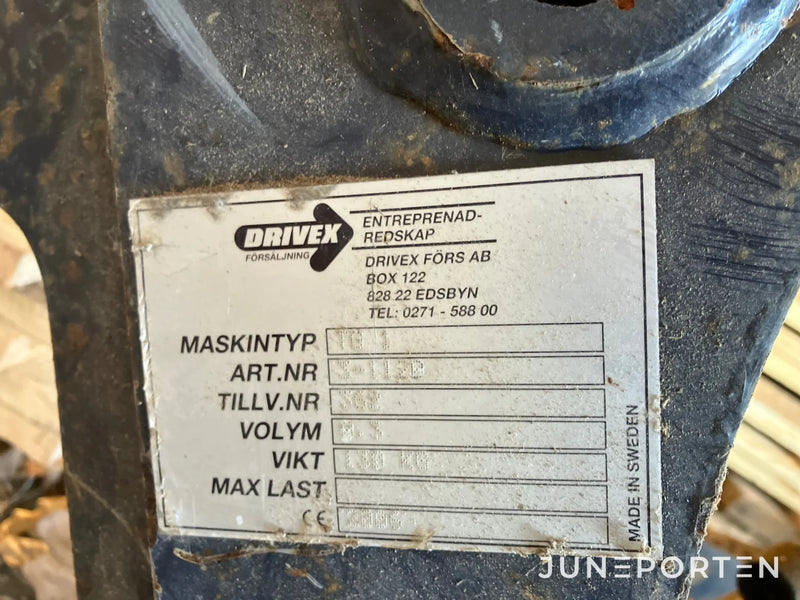 DRIVEX
FÖRSÄLJNING
ENTREPRENAD-
REDSKAP
DRIVEX FÖRS AB
BOX 122
828 22 EDSBYN
TEL: 0271 - 588 00
MASKINTYP
ART.NR
TILLV.NR
VOLYM
VIKT KG
MAX LAST
CE
MADE IN SWEDEN
JUNEPORTEN